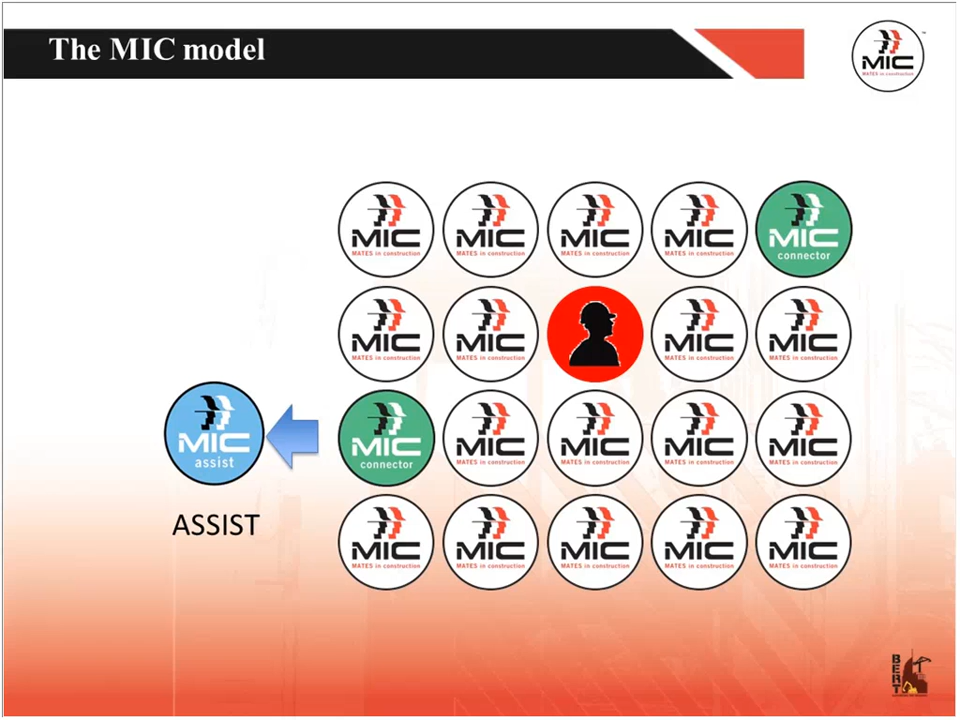 The MIC model
MIC
MATES in construction
™
MIC MIC MIC MIC MIC
MATES in construction MATES in construction MATES in construction MATES in construction connector
MIC MIC MIC MIC
MATES in construction MATES in construction MATES in construction MATES in construction
MIC MIC MIC MIC MIC MIC
assist connector MATES in construction MATES in construction MATES in construction MATES in construction
ASSIST
MIC MIC MIC MIC MIC
MATES in construction MATES in construction MATES in construction MATES in construction MATES in construction
BERT